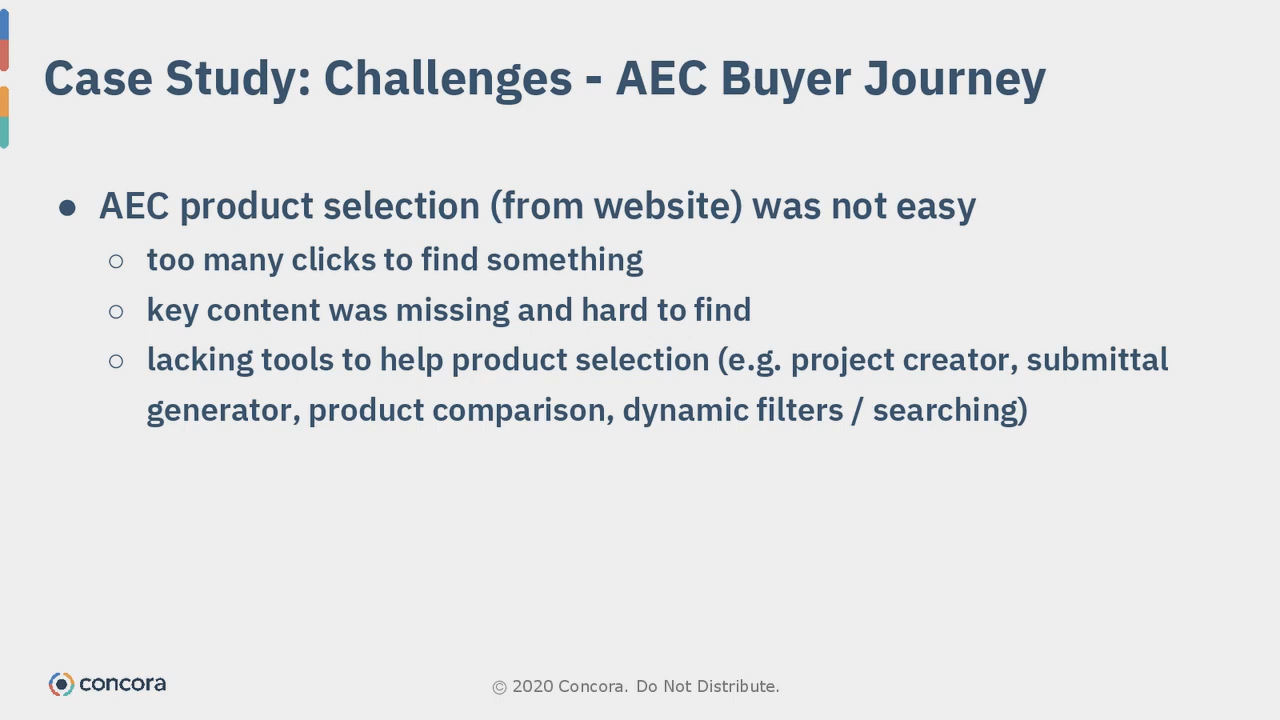 Case Study: Challenges - AEC Buyer Journey
● AEC product selection (from website) was not easy
○ too many clicks to find something
○ key content was missing and hard to find
○ lacking tools to help product selection (e.g. project creator, submittal
generator, product comparison, dynamic filters / searching)
concora
© 2020 Concora. Do Not Distribute.